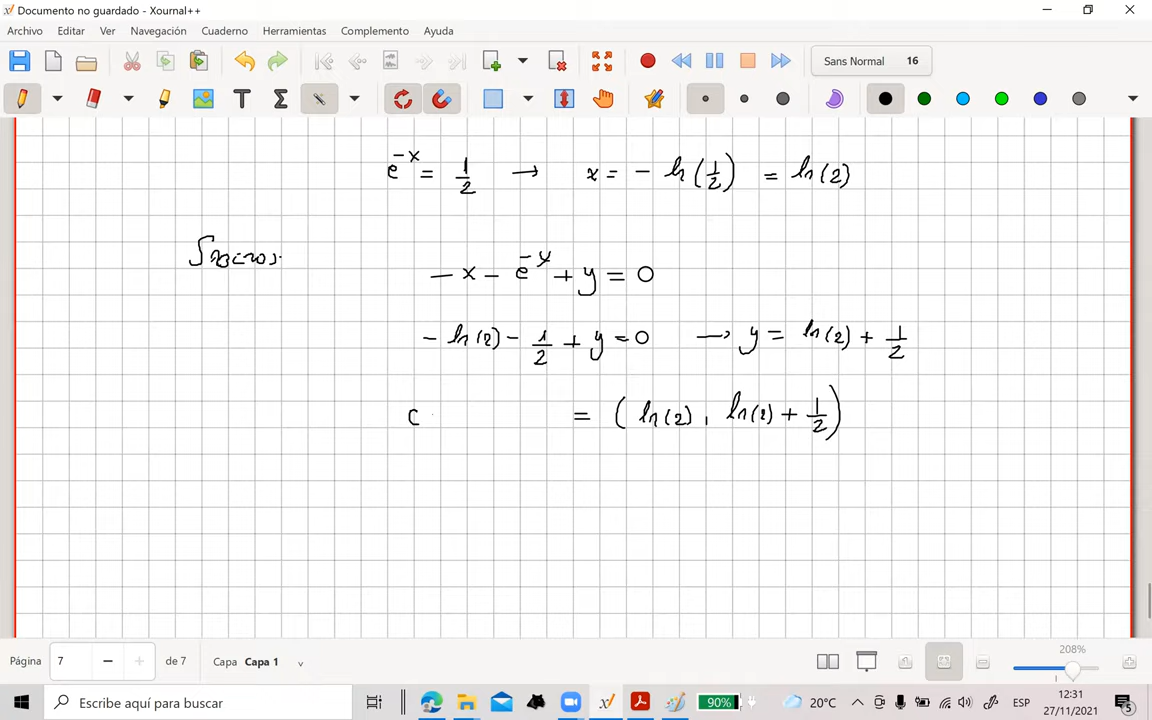 Documento no guardado - Xournal++
Archivo Editar Ver Navegación Cuaderno Herramientas Complemento Ayuda
Sans Normal 16
e^{-x} = 1/2 → x = - ln(1/2) = ln(2)
- x - e^{-x} + y = 0
- ln(2) - 1/2 + y = 0 → y = ln(2) + 1/2
C = ( ln(2) , ln(2) + 1/2 )
Página 7 de 7 Capa Capa 1 208%
Escribe aquí para buscar 90% 20°C ESP 12:31
27/11/2021 5